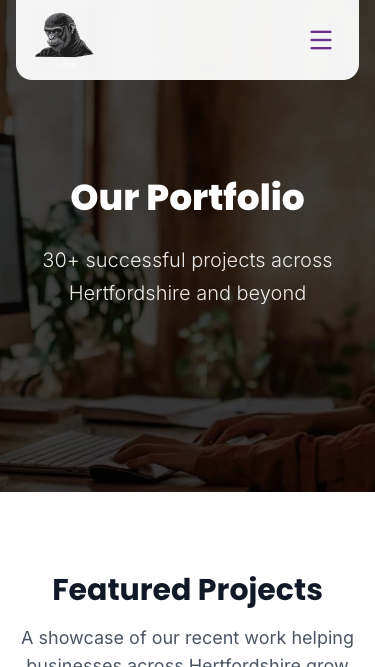 Our Portfolio
30+ successful projects across
Hertfordshire and beyond
Featured Projects
A showcase of our recent work helping
businesses across Hertfordshire grow